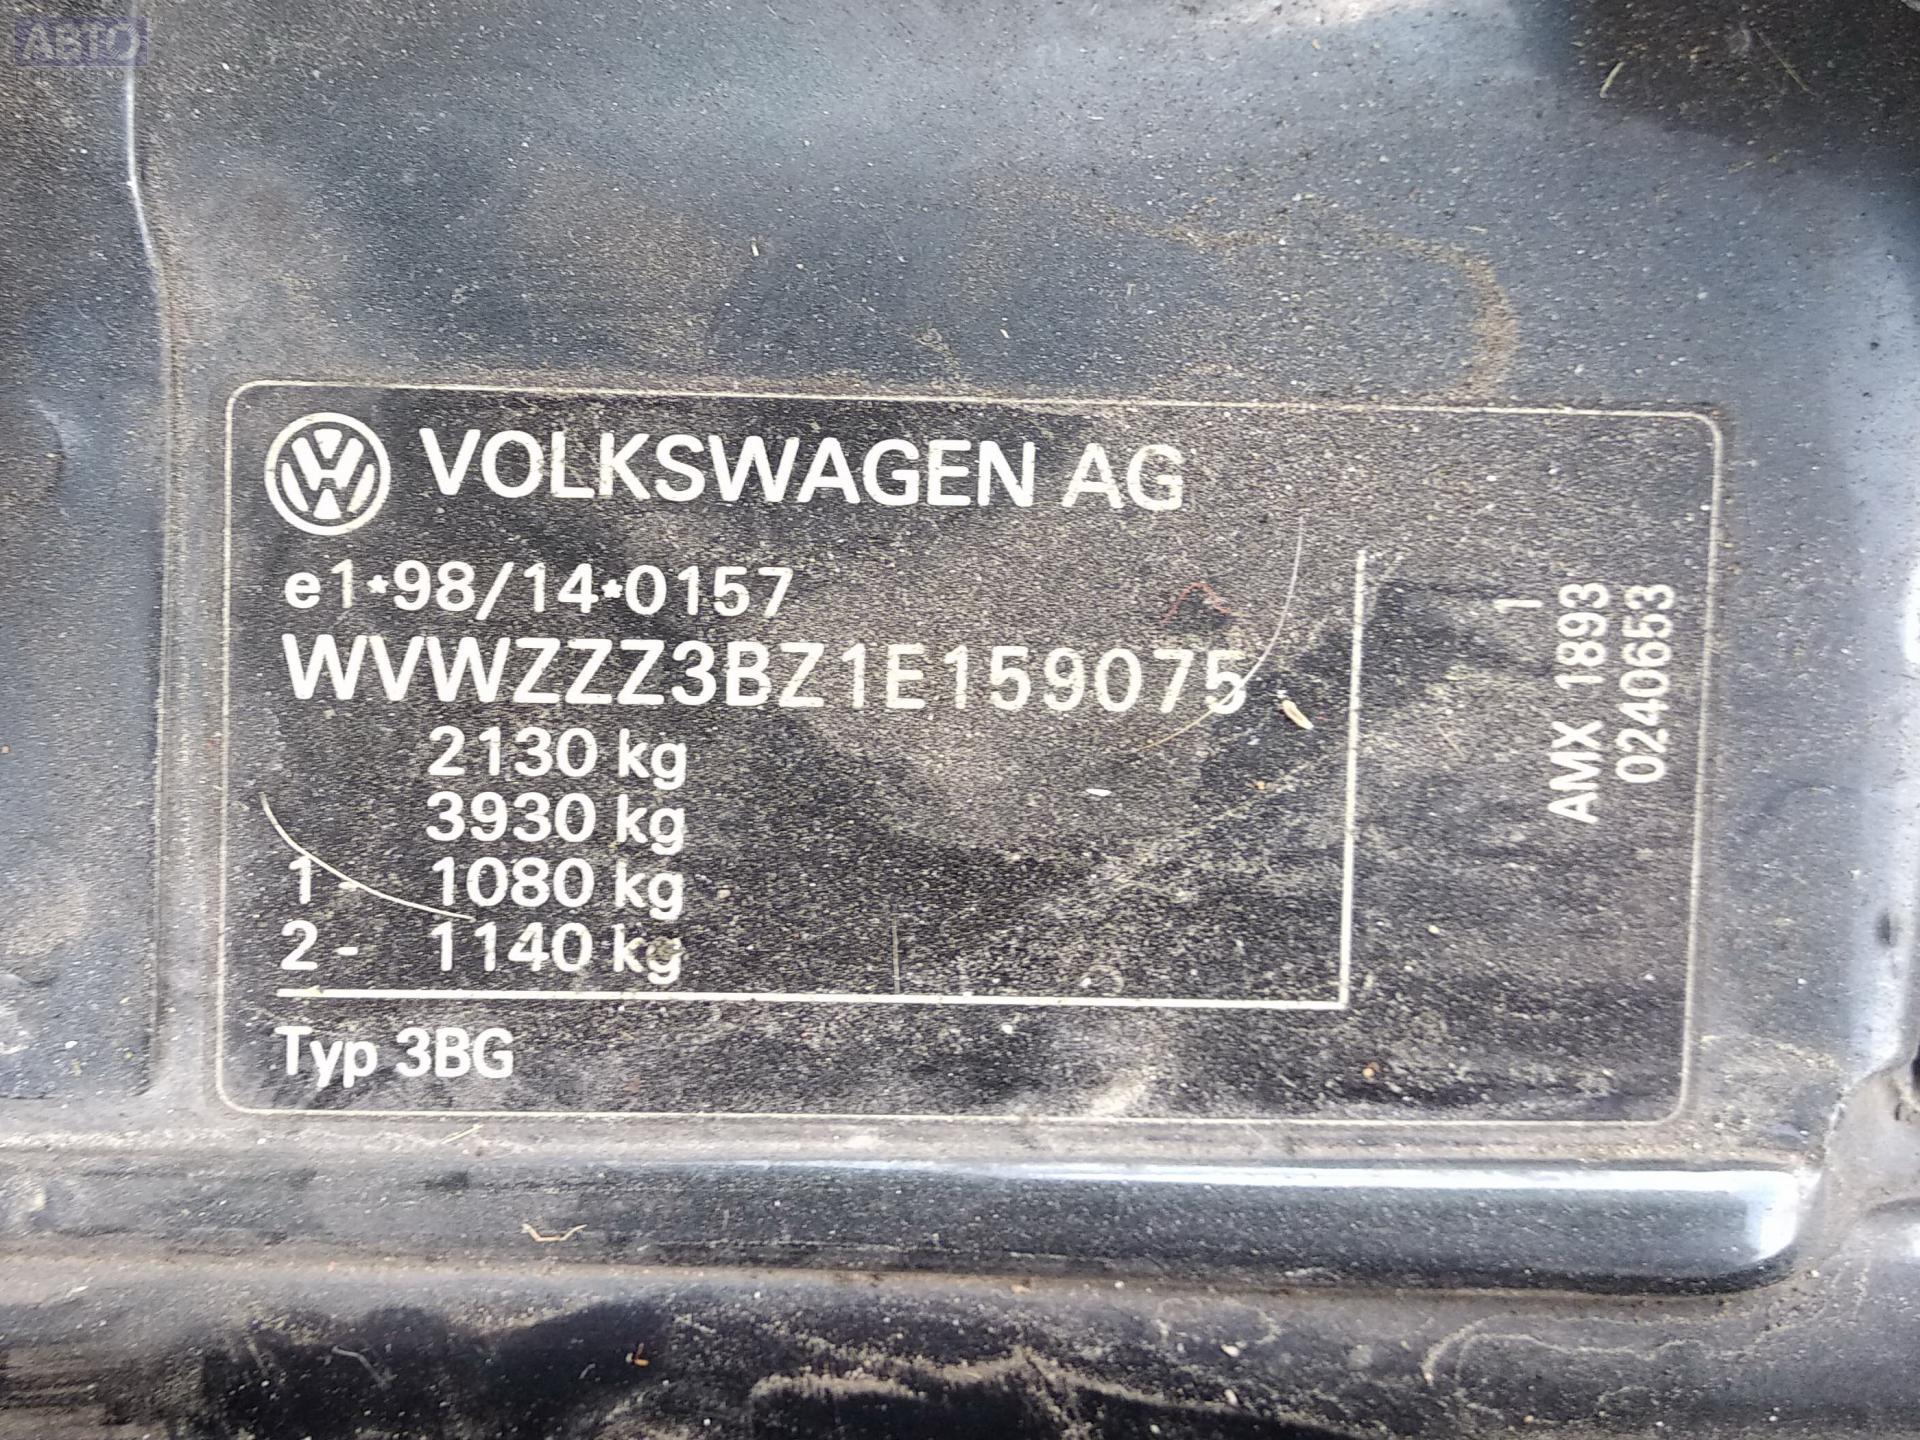 АВТО
VOLKSWAGEN AG
e1*98/14*0157
WVWZZZ3BZ1E159075
2130 kg
3930 kg
1 - 1080 kg
2 - 1140 kg
Typ 3BG
1
AMX 1893
0240653